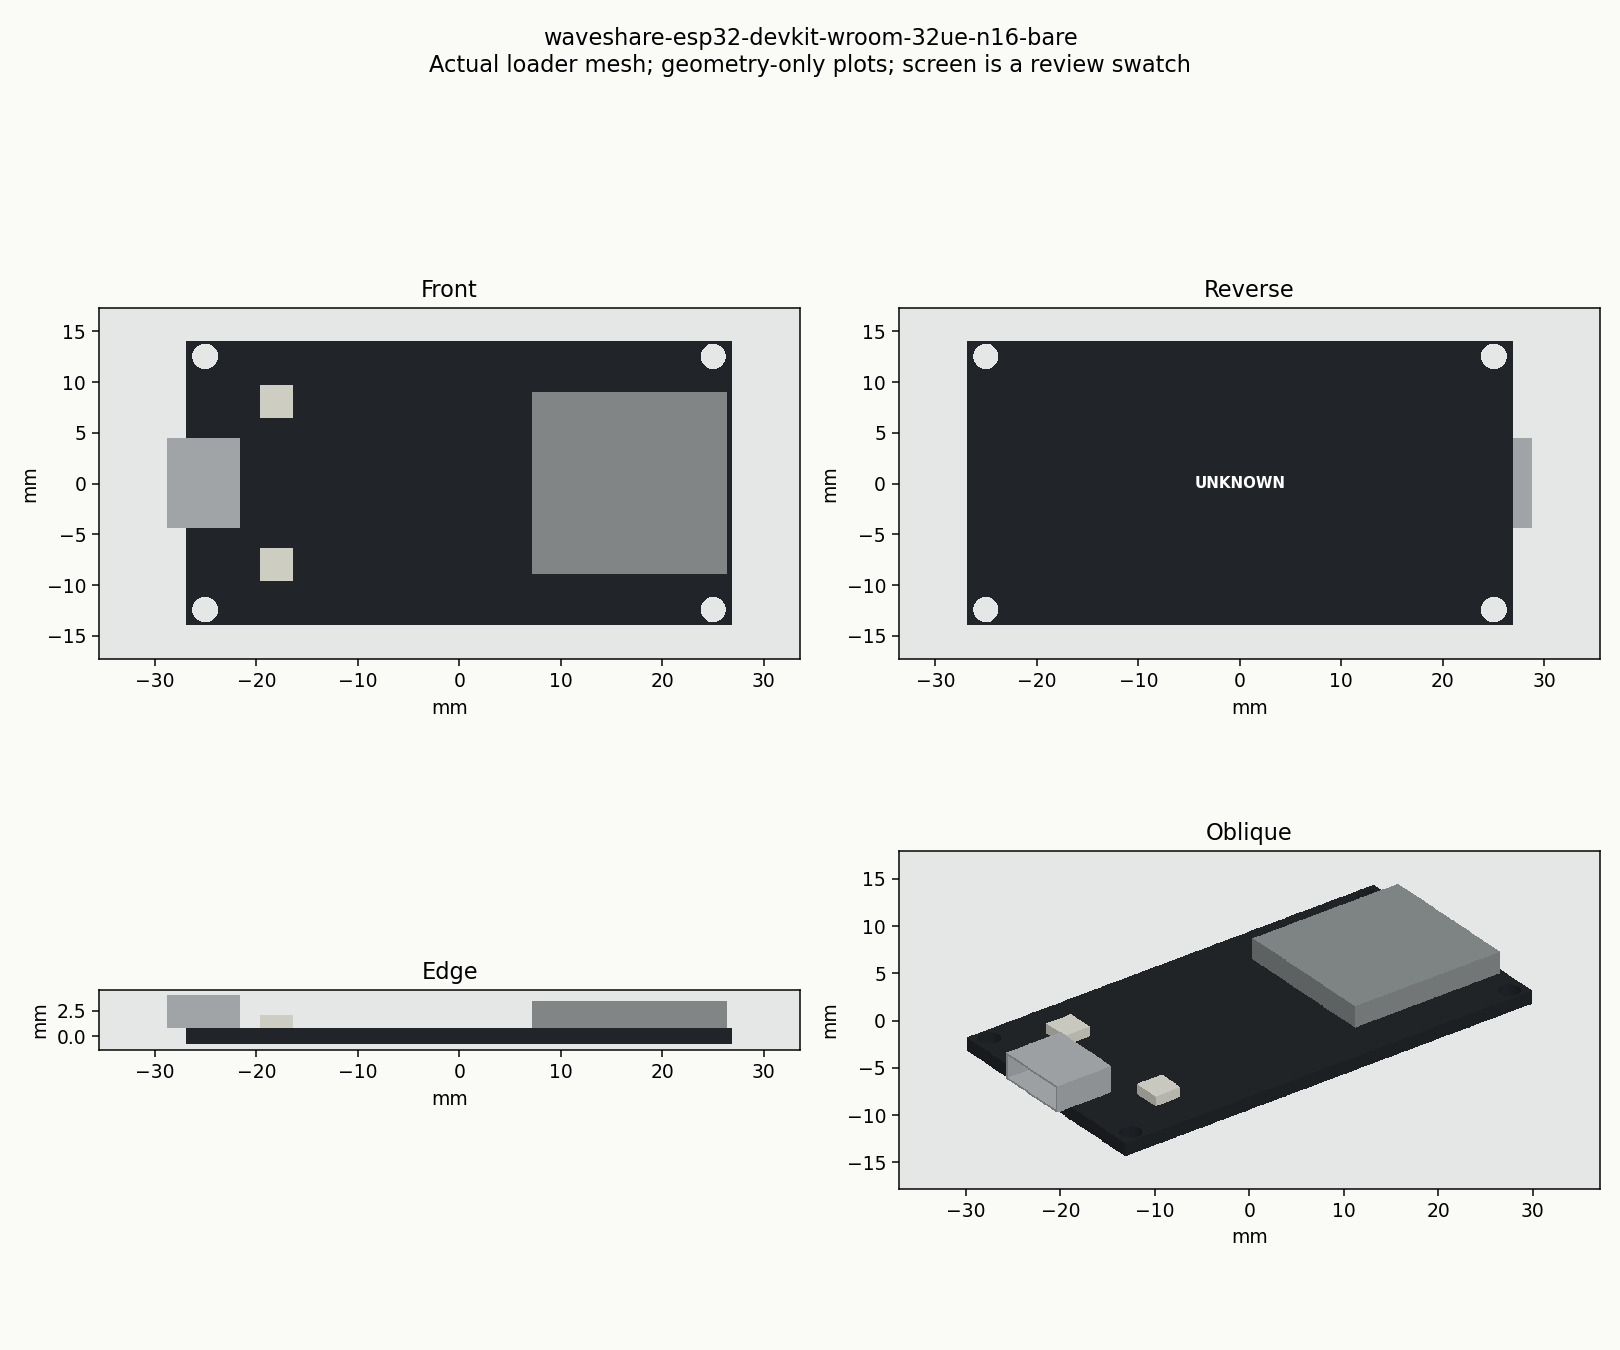 waveshare-esp32-devkit-wroom-32ue-n16-bare
Actual loader mesh; geometry-only plots; screen is a review swatch
Front
15
10
5
0
−5
−10
−15
mm
−30 −20 −10 0 10 20 30
mm
Reverse
15
10
5
0
−5
−10
−15
mm
UNKNOWN
−30 −20 −10 0 10 20 30
mm
Edge
2.5
0.0
mm
−30 −20 −10 0 10 20 30
mm
Oblique
15
10
5
0
−5
−10
−15
mm
−30 −20 −10 0 10 20 30
mm